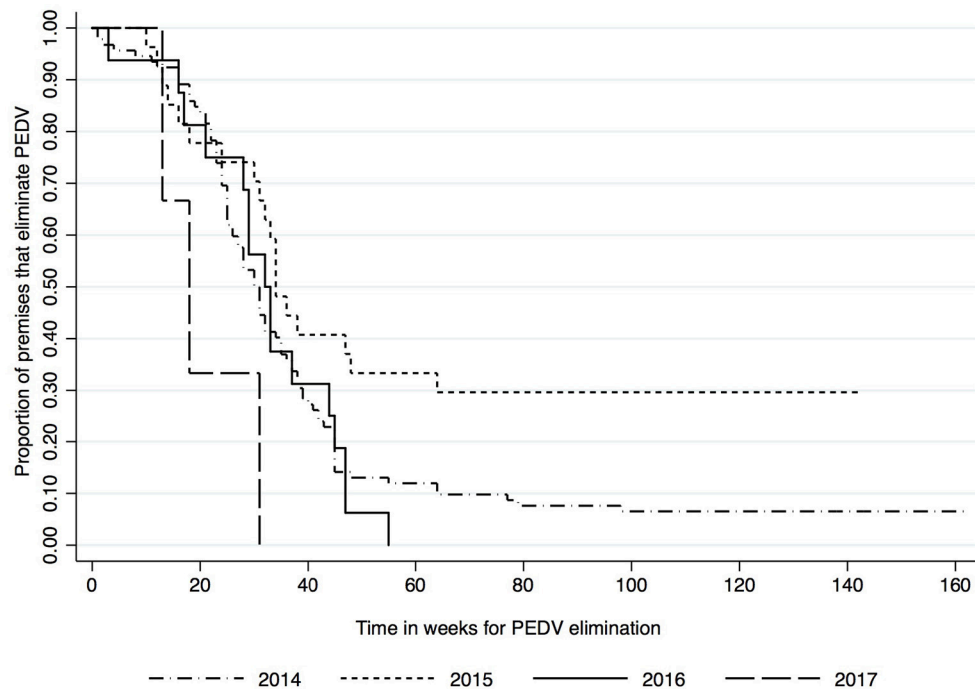 Proportion of premises that eliminate PEDV
1.00
0.90
0.80
0.70
0.60
0.50
0.40
0.30
0.20
0.10
0.00
0 20 40 60 80 100 120 140 160
Time in weeks for PEDV elimination
2014 2015 2016 2017